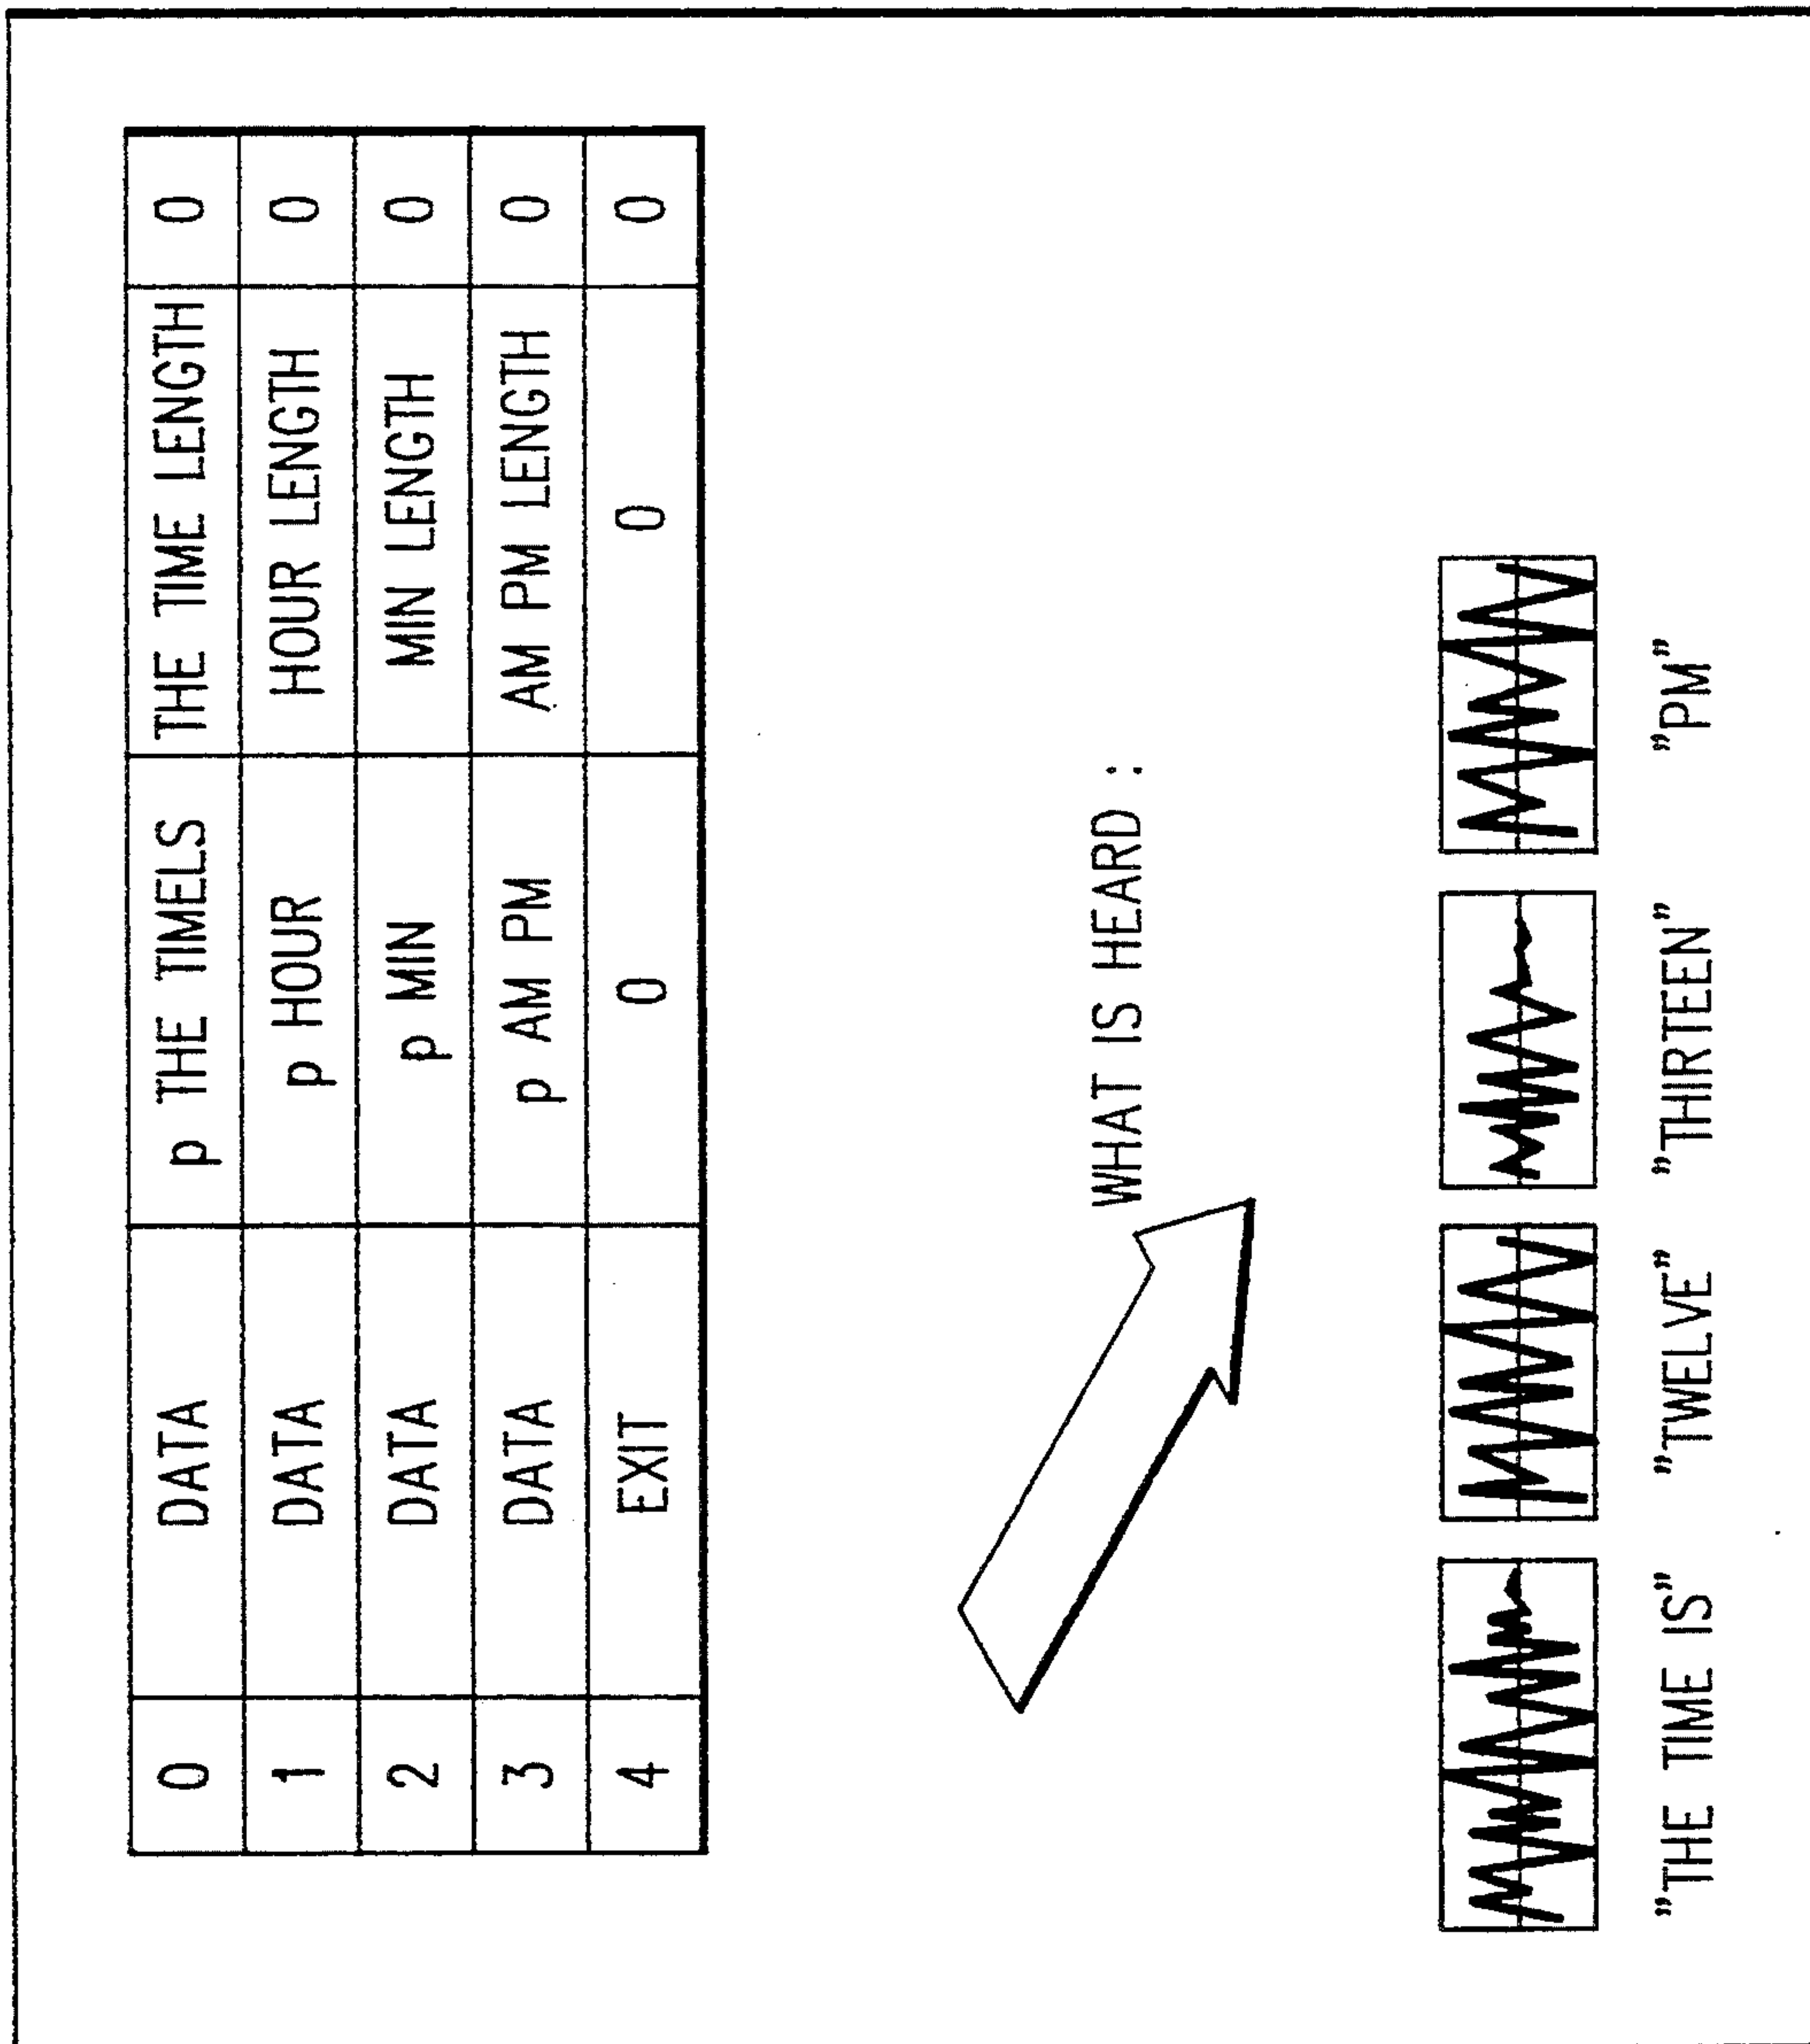 0 DATA p THE TIMELS THE TIME LENGTH 0
1 DATA p HOUR HOUR LENGTH 0
2 DATA p MIN MIN LENGTH 0
3 DATA p AM PM AM PM LENGTH 0
4 EXIT 0 0 0
WHAT IS HEARD :
"THE TIME IS" "TWELVE" "THIRTEEN" "PM"